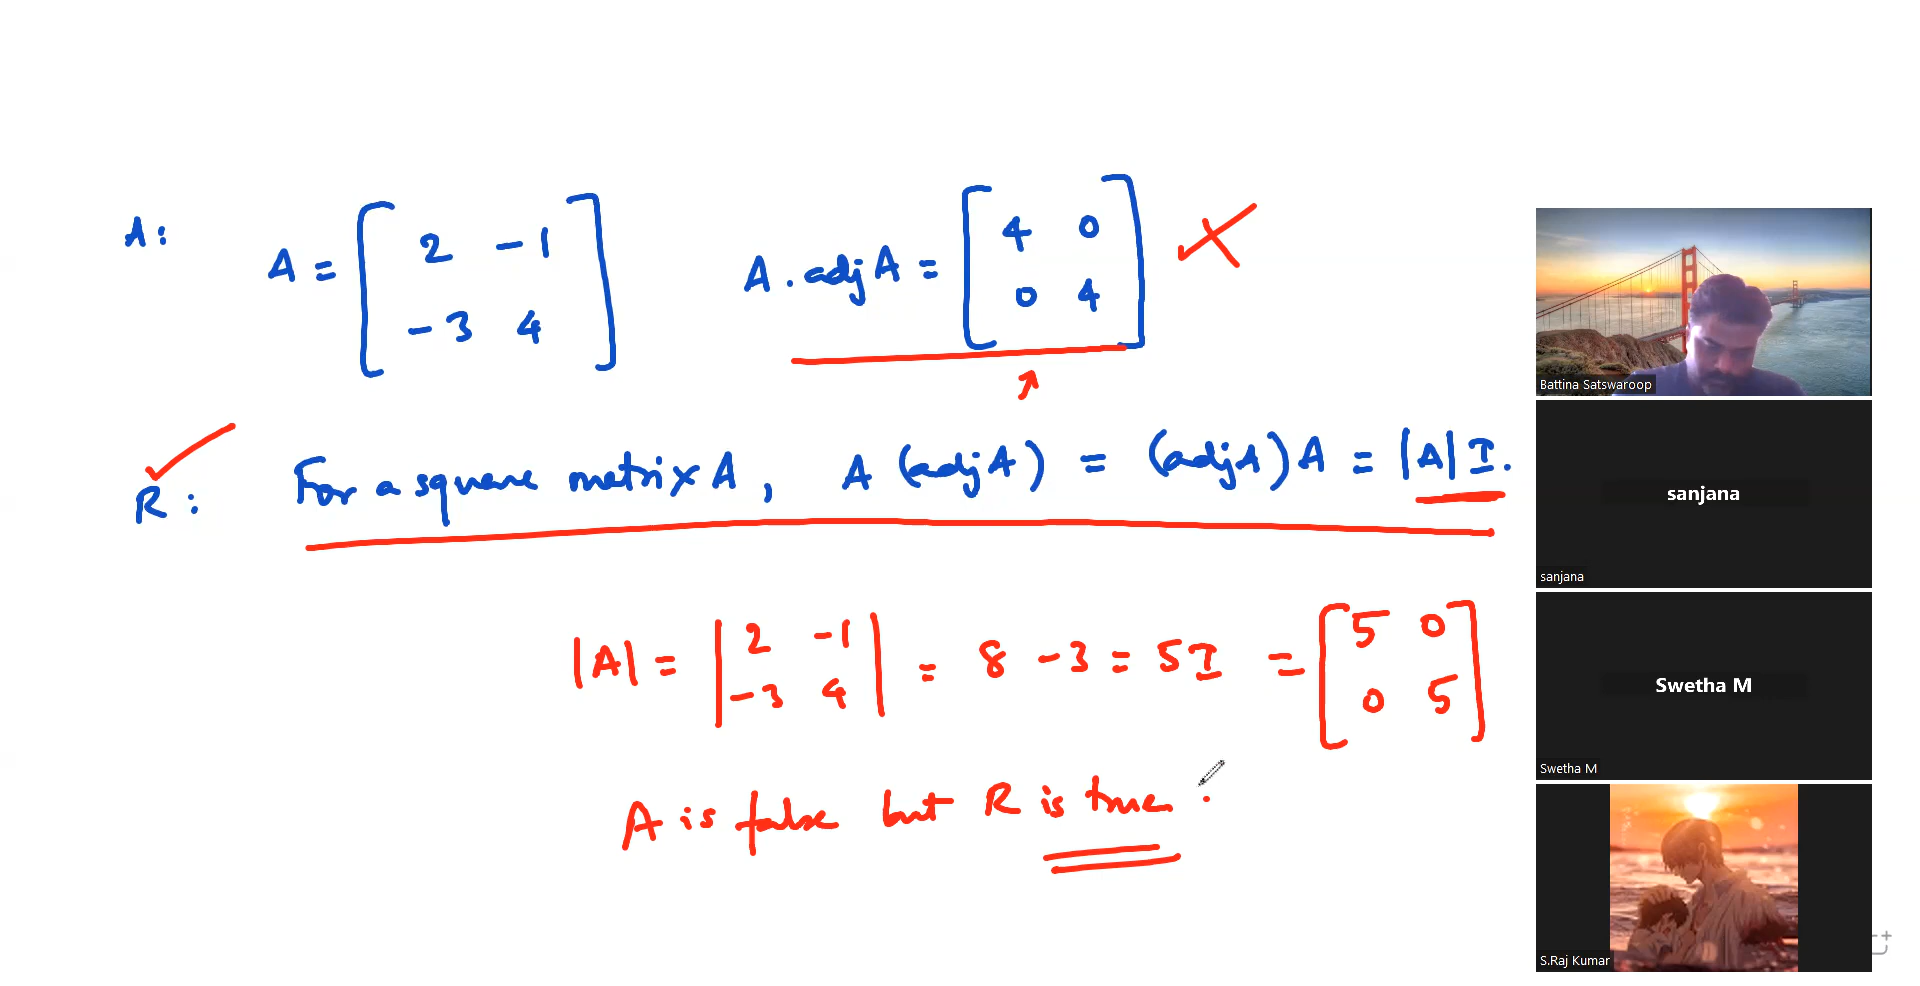 A:
A = [ 2 -1
-3 4 ]
A . adj A = [ 4 0
0 4 ]
R: For a square matrix A, A (adj A) = (adj A) A = |A| I.
|A| = | 2 -1
-3 4 | = 8 - 3 = 5I = [ 5 0
0 5 ]
A is false but R is true.
Battina Satswaroop
sanjana
sanjana
Swetha M
Swetha M
S.Raj Kumar